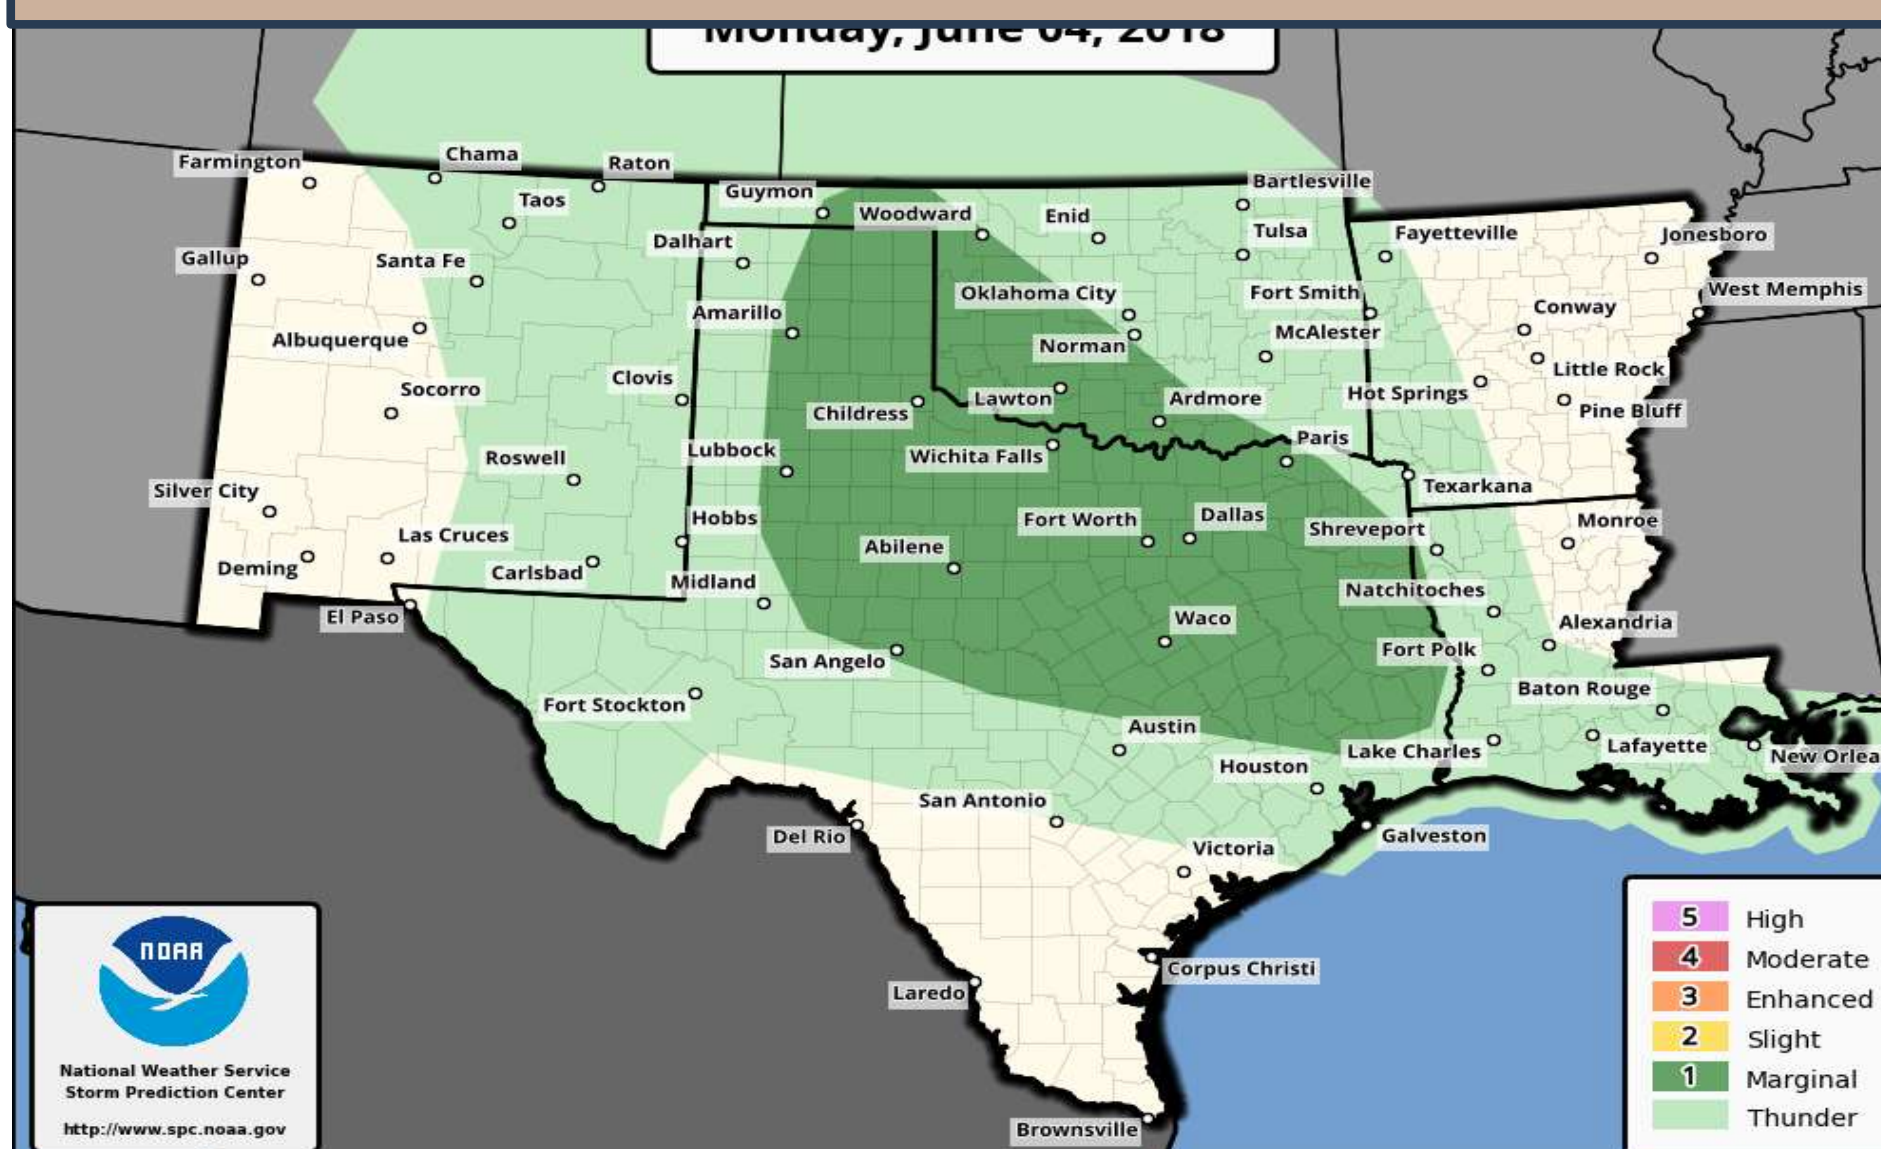 Monday, June 04, 2018
Farmington
Chama
Raton
Guymon
Bartlesville
Taos
Woodward
Enid
Tulsa
Fayetteville
Jonesboro
Dalhart
Gallup
Santa Fe
Oklahoma City
Fort Smith
West Memphis
Amarillo
Conway
Albuquerque
Norman
McAlester
Little Rock
Socorro
Clovis
Childress
Lawton
Ardmore
Hot Springs
Pine Bluff
Roswell
Lubbock
Wichita Falls
Paris
Silver City
Texarkana
Hobbs
Fort Worth
Dallas
Shreveport
Monroe
Las Cruces
Abilene
Deming
Carlsbad
Midland
Natchitoches
El Paso
Waco
Alexandria
San Angelo
Fort Polk
Fort Stockton
Baton Rouge
Austin
Lake Charles
Lafayette
New Orlea
Houston
San Antonio
Del Rio
Galveston
Victoria
Corpus Christi
Laredo
Brownsville
NOAA
National Weather Service
Storm Prediction Center
http://www.spc.noaa.gov
5 High
4 Moderate
3 Enhanced
2 Slight
1 Marginal
Thunder